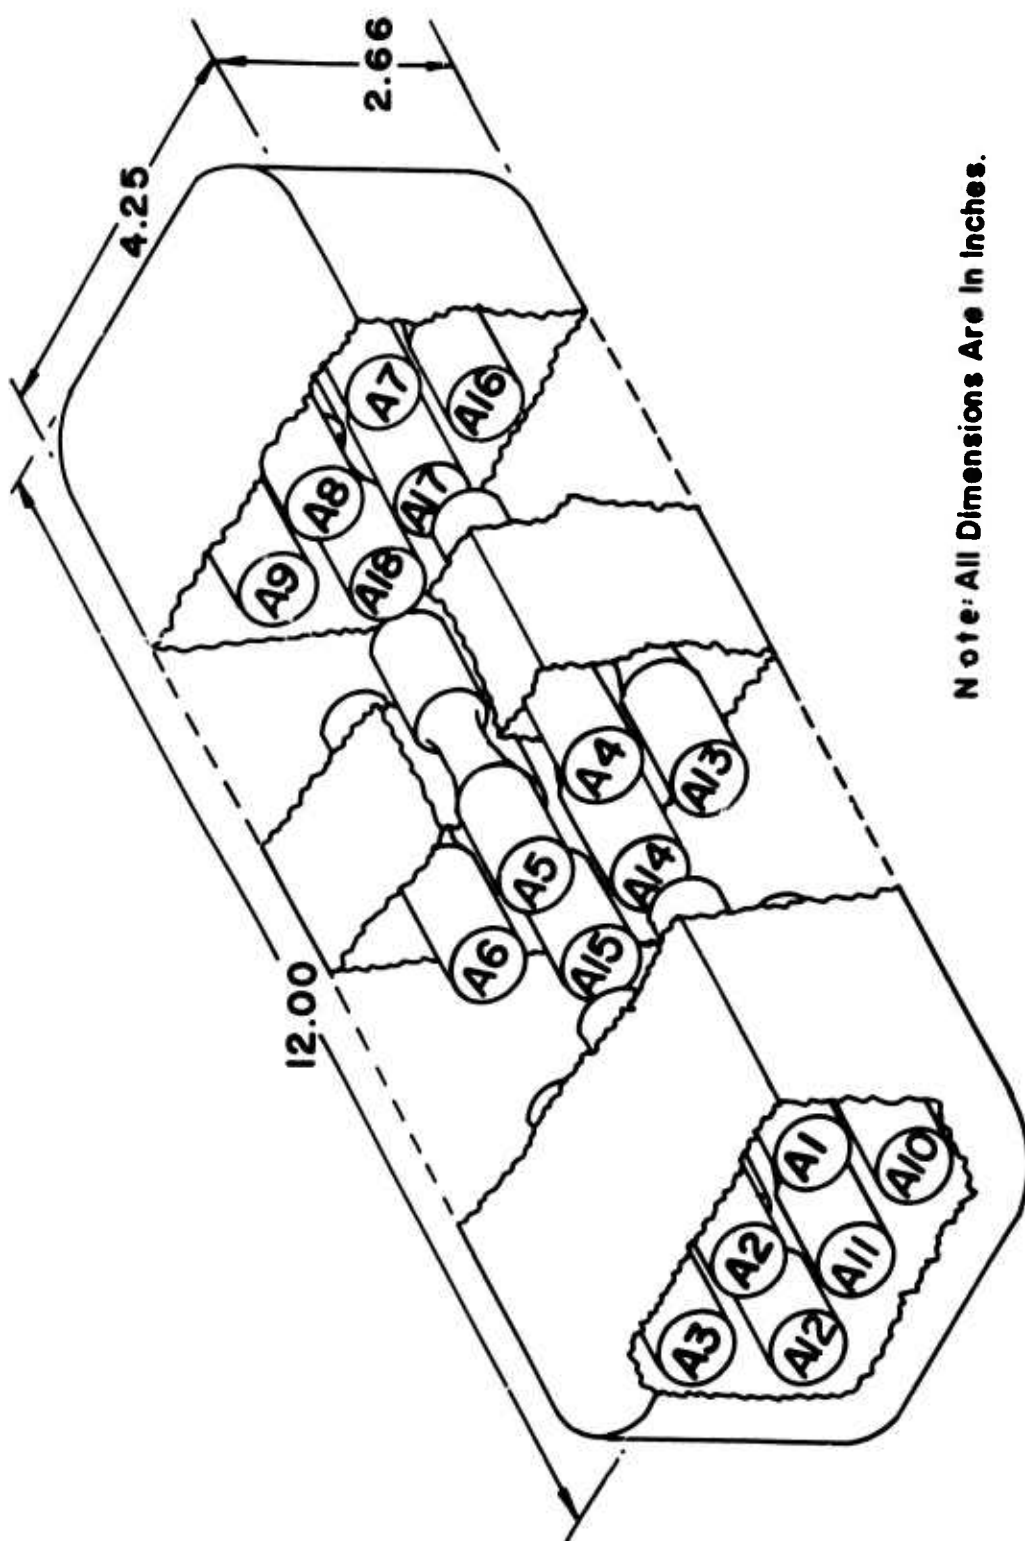 4.25
2.66
12.00
A9
A8
A7
A18
A17
A16
A6
A5
A4
A15
A14
A13
A3
A2
A1
A12
A11
A10
Note: All Dimensions Are In Inches.